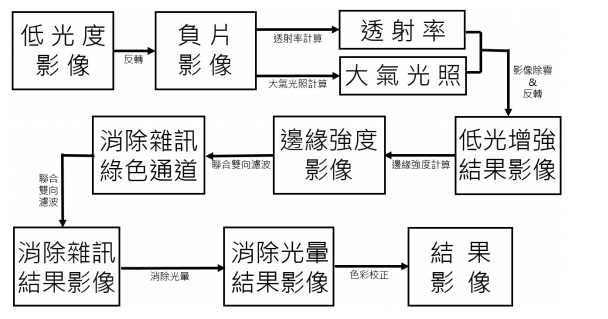 低光度
影像
反轉
負片
影像
透射率計算
透射率
大氣光照計算
大氣光照
影像除霧
&
反轉
低光增強
結果影像
邊緣強度計算
邊緣強度
影像
聯合雙向濾波
消除雜訊
綠色通道
聯合
雙向
濾波
消除雜訊
結果影像
消除光暈
消除光暈
結果影像
色彩校正
結果
影像